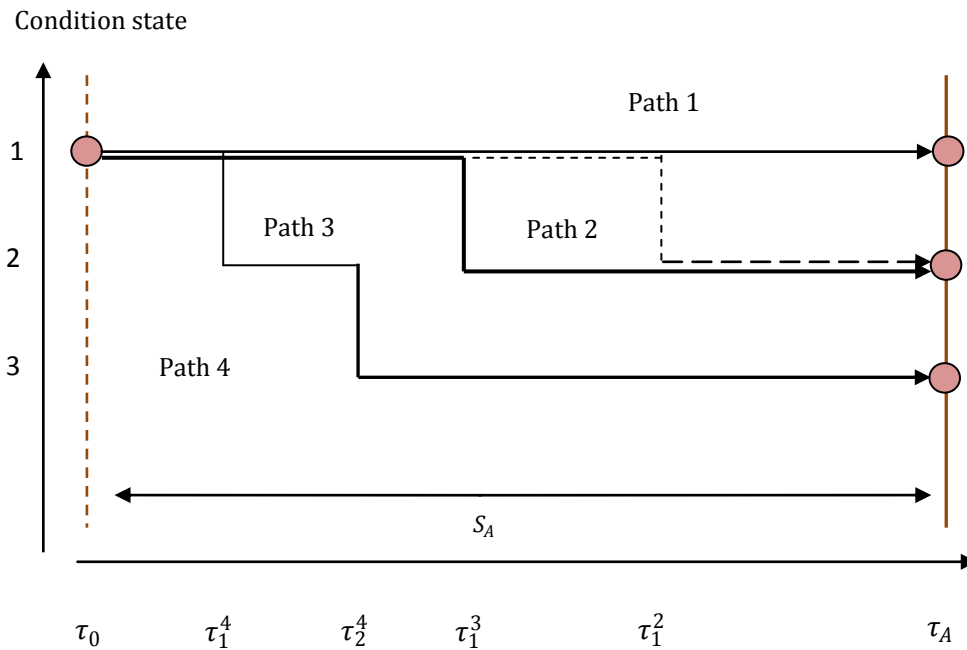 Condition state
Path 1
1
Path 3
Path 2
2
3
Path 4
S_A
τ_0 τ_1^4 τ_2^4 τ_1^3 τ_1^2 τ_A